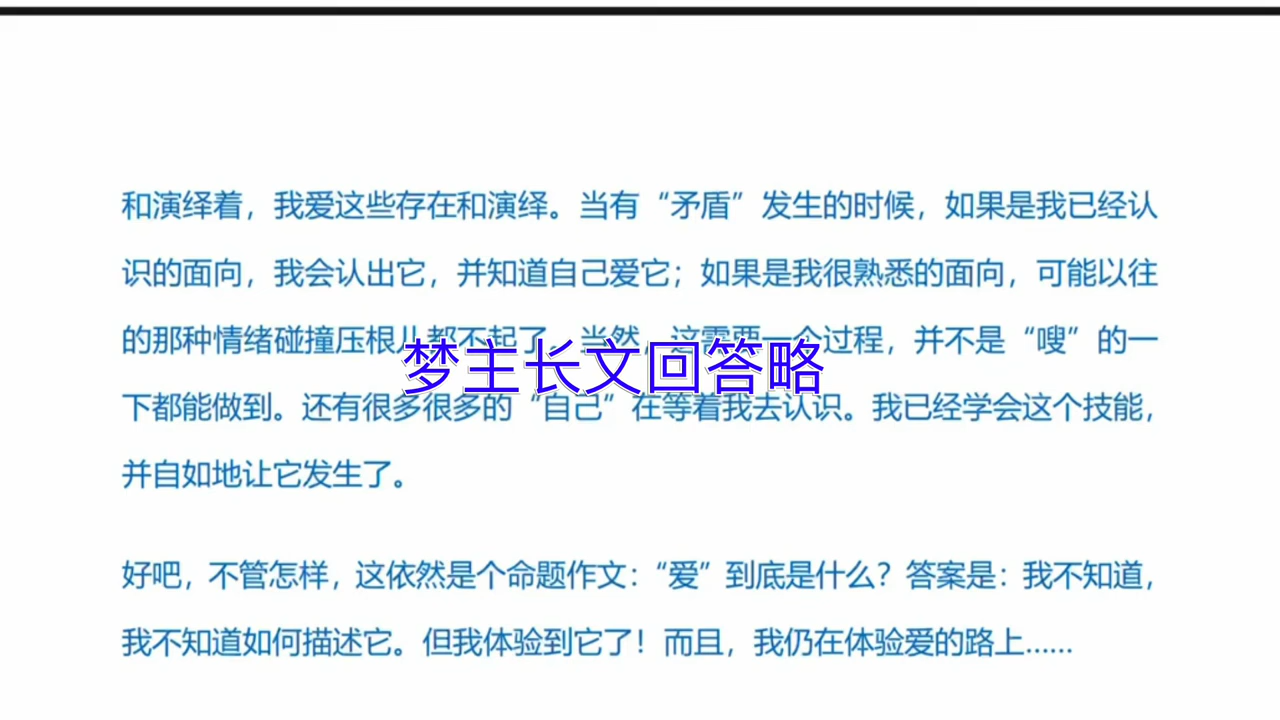 和演绎着，我爱这些存在和演绎。当有“矛盾”发生的时候，如果是我已经认
识的面向，我会认出它，并知道自己爱它；如果是我很熟悉的面向，可能以往
的那种情绪碰撞压根儿都不起了。当然，这需要一个过程，并不是“嗖”的一
梦主长文回答略
下都能做到。还有很多很多的“自己”在等着我去认识。我已经学会这个技能，
并自如地让它发生了。
好吧，不管怎样，这依然是个命题作文：“爱”到底是什么？答案是：我不知道，
我不知道如何描述它。但我体验到它了！而且，我仍在体验爱的路上……